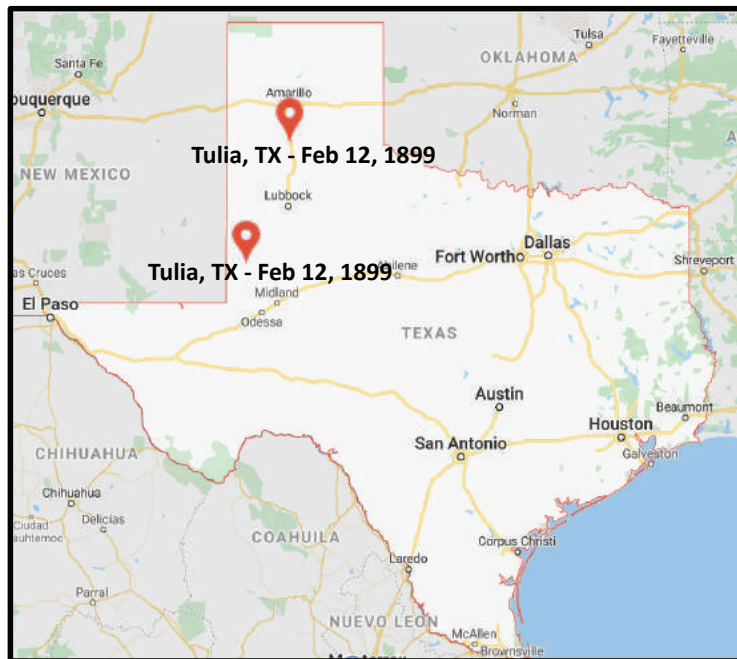 Tulsa
Fayetteville
OKLAHOMA
Santa Fe
Amarillo
buquerque
Norman
A
Tulia, TX - Feb 12, 1899
NEW MEXICO
Lubbock
Dallas
Fort Worth
Tulia, TX - Feb 12, 1899
Abilene
Shreveport
as Cruces
Midland
El Paso
Odessa
TEXAS
Austin
Beaumont
Houston
San Antonio
CHIHUAHUA
Galveston
Chihuahua
Ciudad
uauhtemoc
Delicias
COAHUILA
Corpus Christi
Laredo
Parral
NUEVO LEON
McAllen
Brownsville